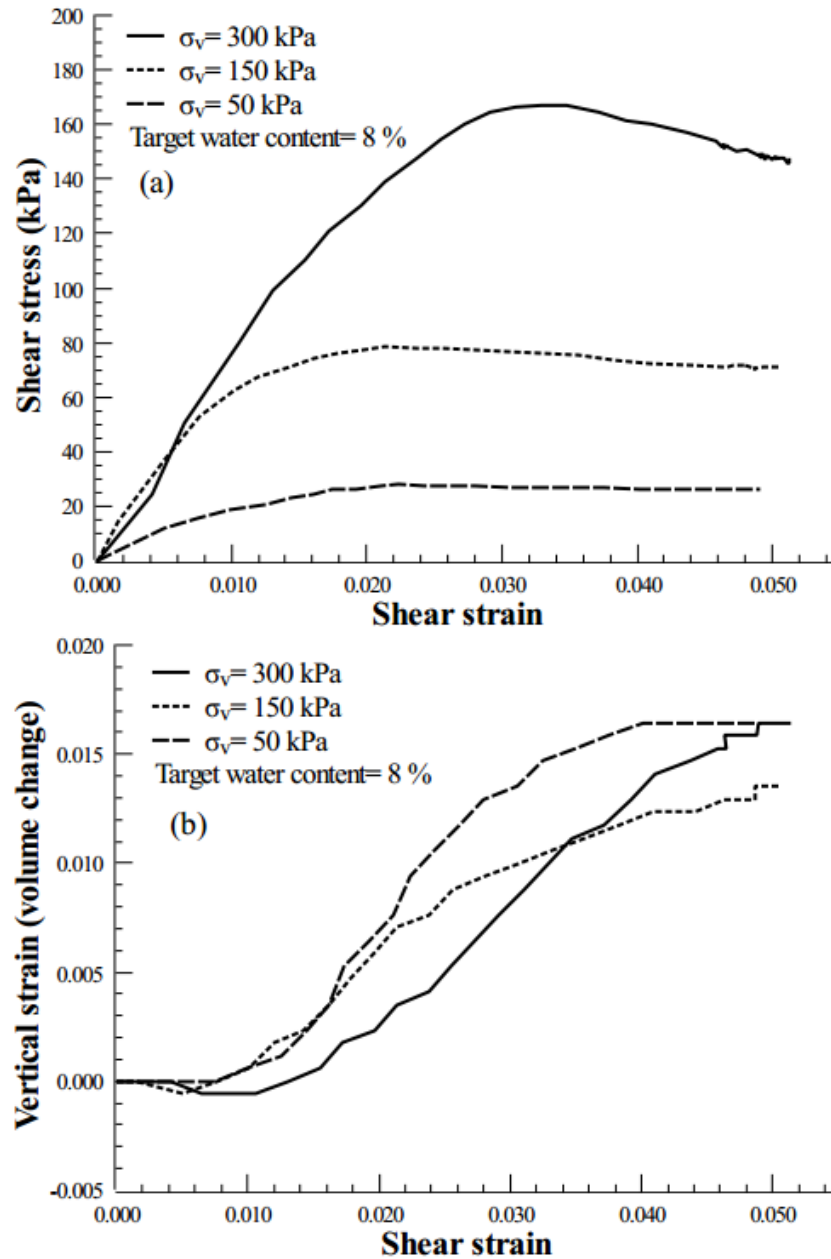 200
180
160
140
120
100
80
60
40
20
0
Shear stress (kPa)
σv= 300 kPa
σv= 150 kPa
σv= 50 kPa
Target water content= 8 %
(a)
0.000 0.010 0.020 0.030 0.040 0.050
Shear strain
0.020
0.015
0.010
0.005
0.000
-0.005
Vertical strain (volume change)
σv= 300 kPa
σv= 150 kPa
σv= 50 kPa
Target water content= 8 %
(b)
0.000 0.010 0.020 0.030 0.040 0.050
Shear strain